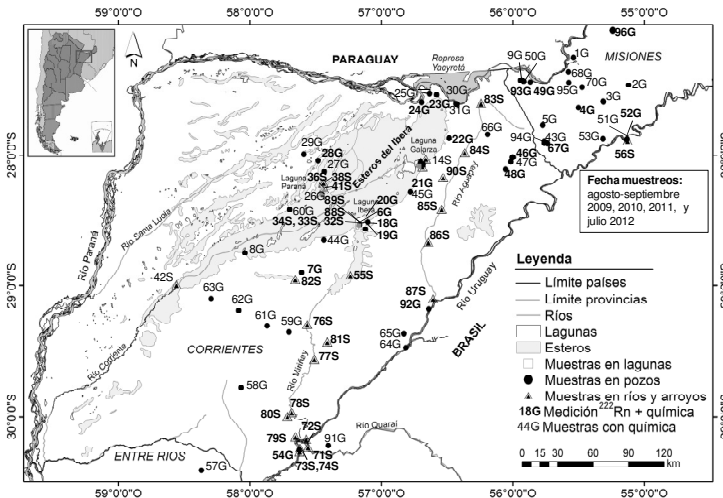 59°0'0"O
58°0'0"O
57°0'0"O
56°0'0"O
55°0'0"O
96G
PARAGUAY
MISIONES
N
Represa
Yacyretá
9G 50G
1G
68G
70G
93G 49G 95G
2G
25G
30G
24G 23G
31G
83S
3G
4G
51G
52G
5G
66G
22G
94G
43G
67G
53G
56S
29G
28G
27G
Esteros del Iberá
Laguna
Galarza
14S
84S
46G
47G
48G
28°0'0"S
36S 38S
41S
Laguna
Paraná
26G
90S
21G
45G
Río Aguapey
85S
89S
88S
60G
34S, 33S, 32S
20G
6G
18G
19G
44G
86S
Río Santa Lucía
Río Paraná
8G
7G
82S
55S
42S
87S
92G
Río Uruguay
29°0'0"S
63G
62G
61G
59G
76S
81S
77S
65G
64G
BRASIL
CORRIENTES
Río Corriente
Río Miriñay
58G
78S
80S
72S
79S
91G
54G
71S
73S,74S
Río Quaraí
30°0'0"S
ENTRE RIOS
57G
Fecha muestreos:
agosto-septiembre
2009, 2010, 2011, y
julio 2012
Leyenda
Límite países
Límite provincias
Ríos
Lagunas
Esteros
Muestras en lagunas
Muestras en pozos
Muestras en ríos y arroyos
18G Medición ²²²Rn + química
44G Muestras con química
0 15 30 60 90 120
km
59°0'0"O
58°0'0"O
57°0'0"O
56°0'0"O